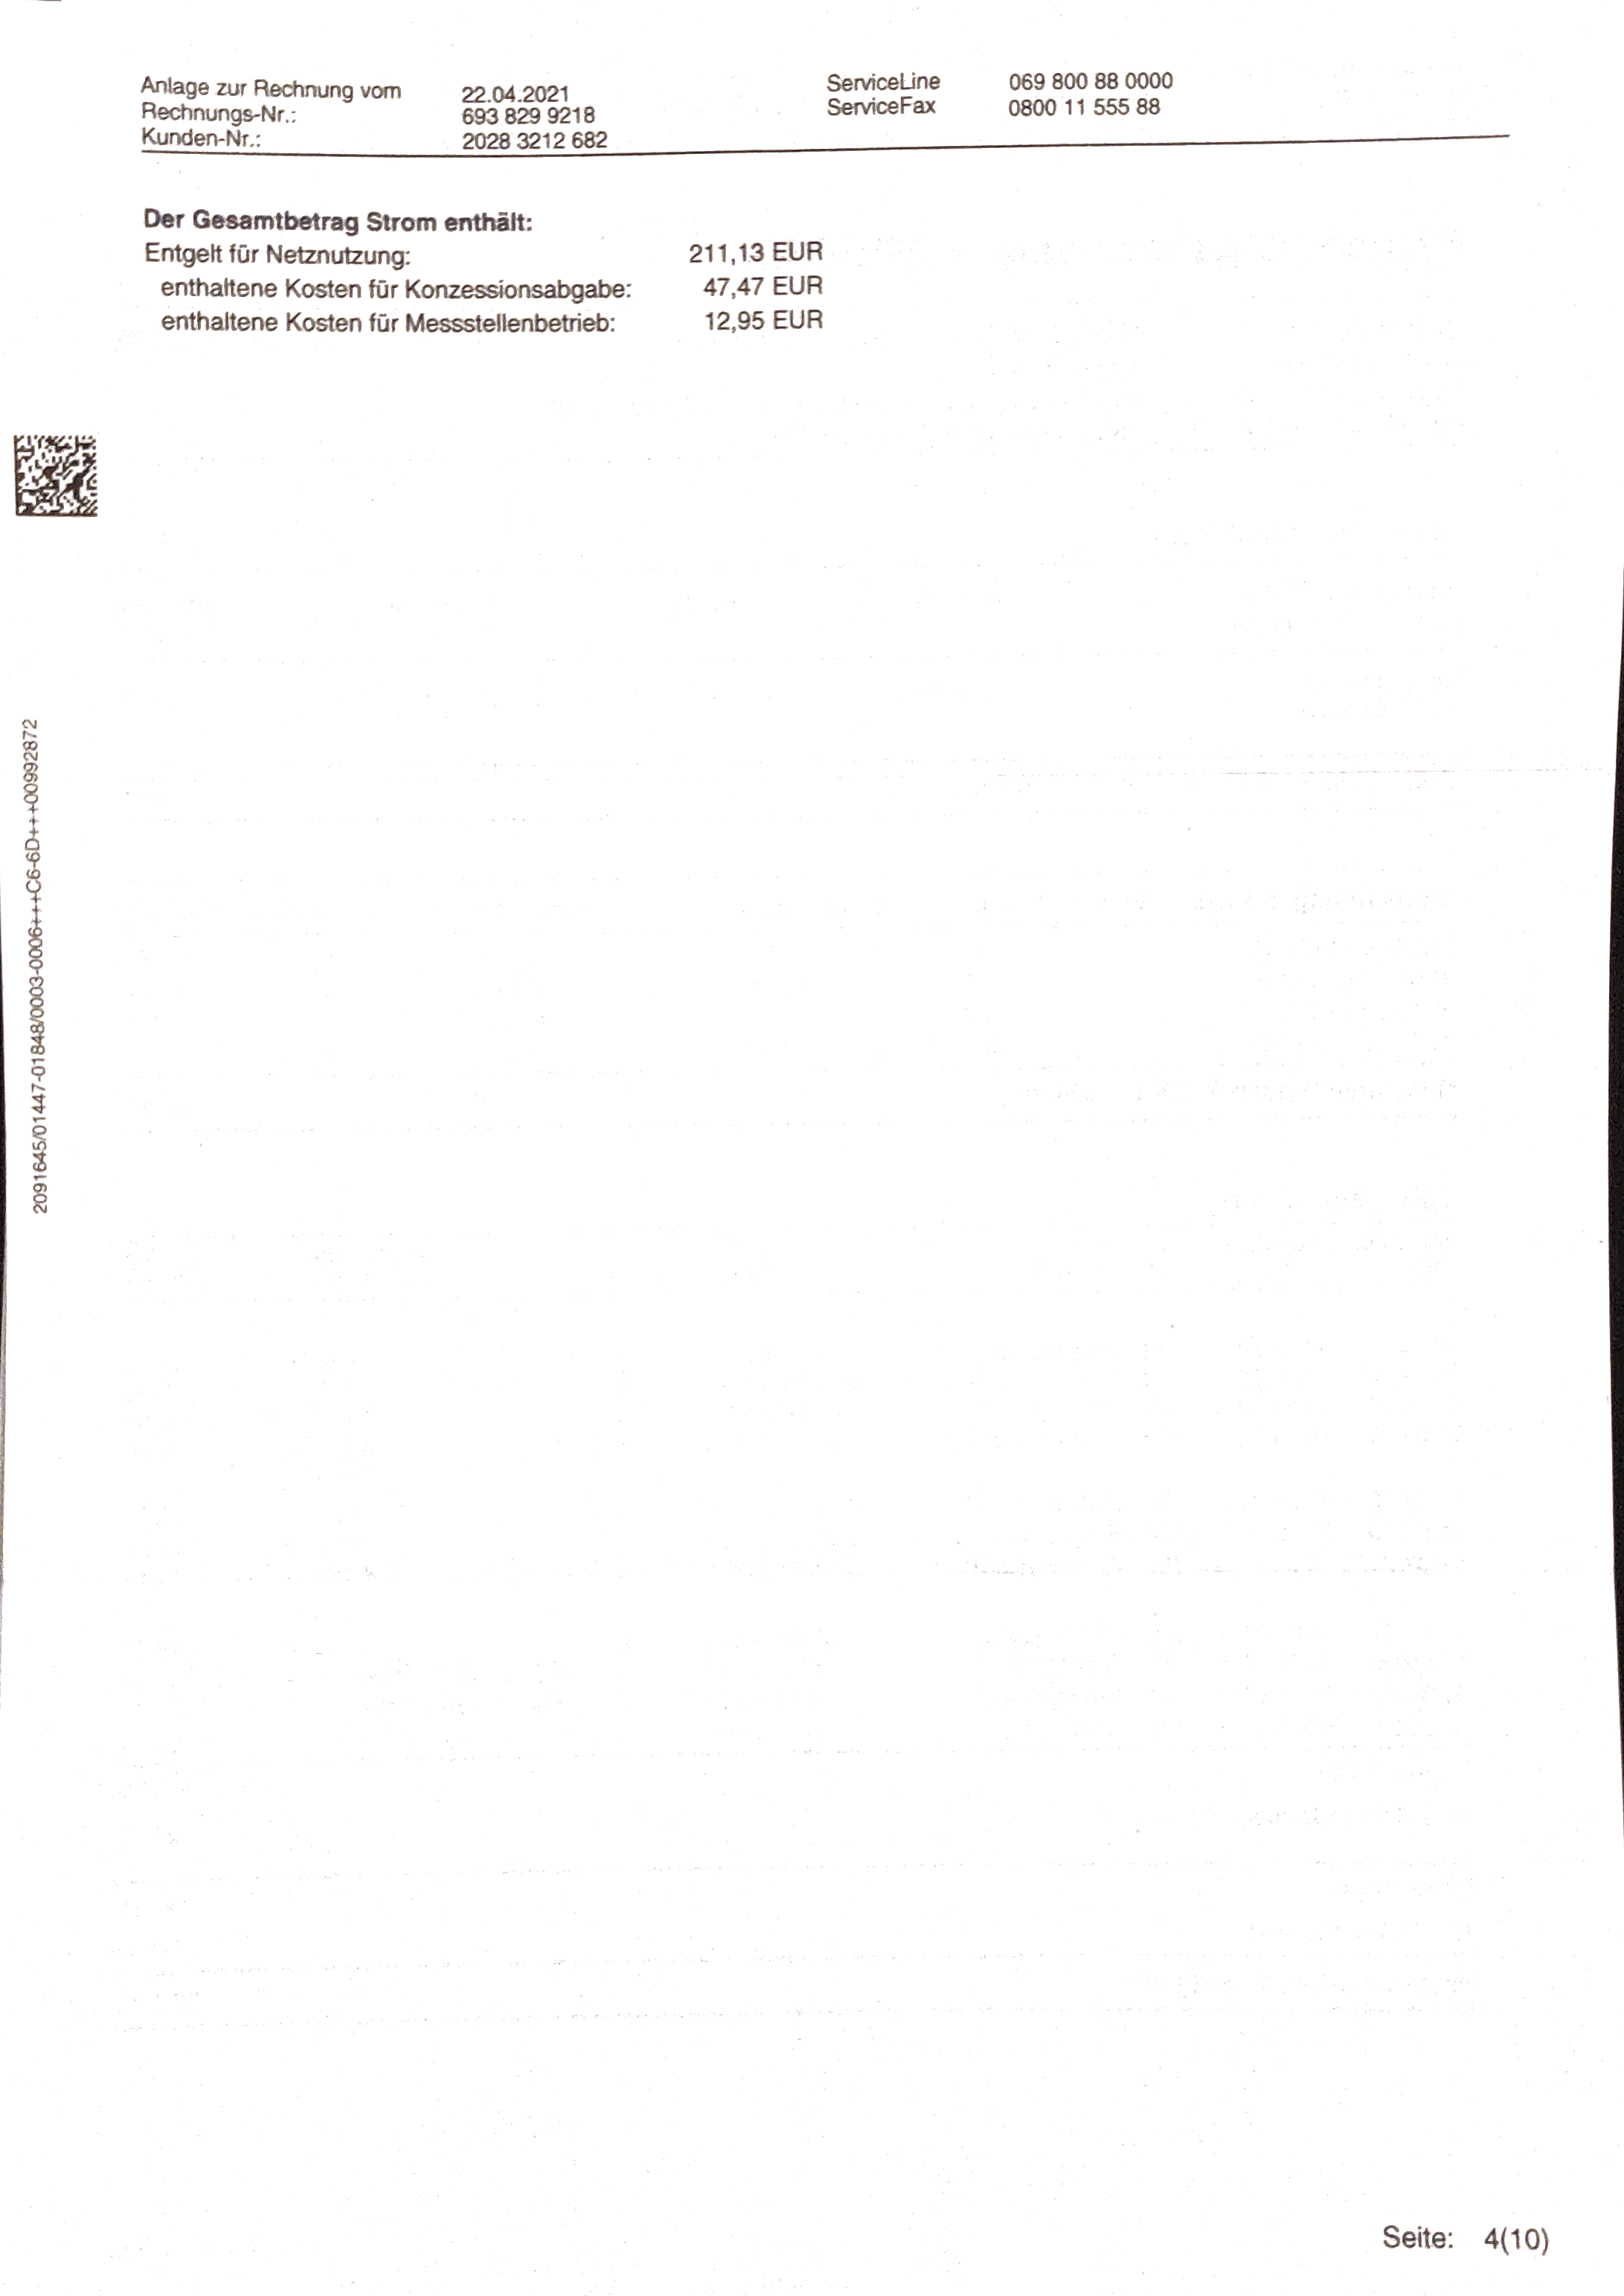 Anlage zur Rechnung vom 22.04.2021
Rechnungs-Nr.: 693 829 9218
Kunden-Nr.: 2028 3212 682
ServiceLine 069 800 88 0000
ServiceFax 0800 11 555 88
Der Gesamtbetrag Strom enthält:
Entgelt für Netznutzung: 211,13 EUR
enthaltene Kosten für Konzessionsabgabe: 47,47 EUR
enthaltene Kosten für Messstellenbetrieb: 12,95 EUR
2091645/01447-01848/0003-0006+++C6-6D+++00992872
Seite: 4(10)